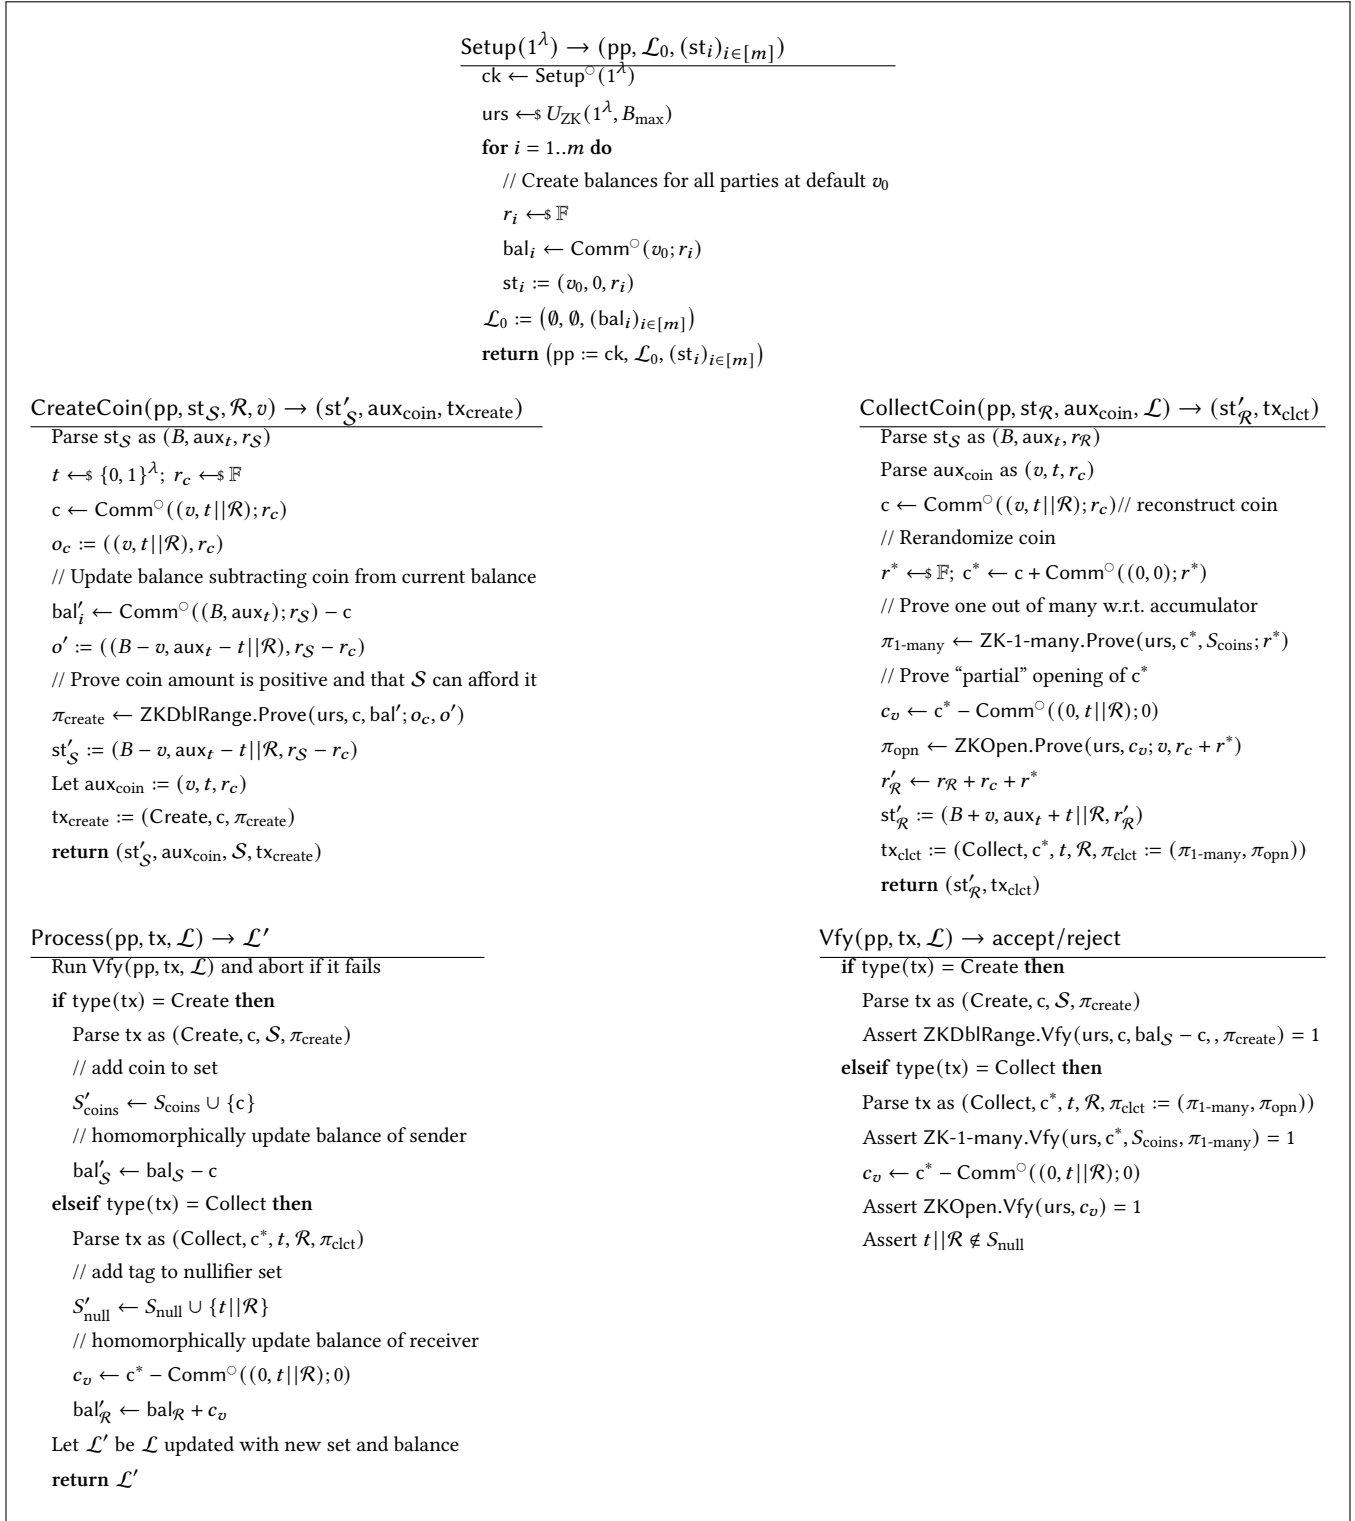 Setup(1^λ) → (pp, 𝓛₀, (st_i)_{i∈[m]})
ck ← Setup^○(1^λ)
urs ←$ U_ZK(1^λ, B_max)
for i = 1..m do
// Create balances for all parties at default v₀
r_i ←$ 𝔽
bal_i ← Comm^○(v₀; r_i)
st_i := (v₀, 0, r_i)
𝓛₀ := (∅, ∅, (bal_i)_{i∈[m]})
return (pp := ck, 𝓛₀, (st_i)_{i∈[m]})
CreateCoin(pp, st_𝓢, 𝓡, v) → (st′_𝓢, aux_coin, tx_create)
Parse st_𝓢 as (B, aux_t, r_𝓢)
t ←$ {0, 1}^λ; r_c ←$ 𝔽
c ← Comm^○((v, t||𝓡); r_c)
o_c := ((v, t||𝓡), r_c)
// Update balance subtracting coin from current balance
bal′_i ← Comm^○((B, aux_t); r_𝓢) − c
o′ := ((B − v, aux_t − t||𝓡), r_𝓢 − r_c)
// Prove coin amount is positive and that 𝓢 can afford it
π_create ← ZKDblRange.Prove(urs, c, bal′; o_c, o′)
st′_𝓢 := (B − v, aux_t − t||𝓡, r_𝓢 − r_c)
Let aux_coin := (v, t, r_c)
tx_create := (Create, c, π_create)
return (st′_𝓢, aux_coin, 𝓢, tx_create)
CollectCoin(pp, st_𝓡, aux_coin, 𝓛) → (st′_𝓡, tx_clct)
Parse st_𝓢 as (B, aux_t, r_𝓡)
Parse aux_coin as (v, t, r_c)
c ← Comm^○((v, t||𝓡); r_c)// reconstruct coin
// Rerandomize coin
r* ←$ 𝔽; c* ← c + Comm^○((0, 0); r*)
// Prove one out of many w.r.t. accumulator
π_1-many ← ZK-1-many.Prove(urs, c*, S_coins; r*)
// Prove “partial” opening of c*
c_v ← c* − Comm^○((0, t||𝓡); 0)
π_opn ← ZKOpen.Prove(urs, c_v; v, r_c + r*)
r′_𝓡 ← r_𝓡 + r_c + r*
st′_𝓡 := (B + v, aux_t + t||𝓡, r′_𝓡)
tx_clct := (Collect, c*, t, 𝓡, π_clct := (π_1-many, π_opn))
return (st′_𝓡, tx_clct)
Process(pp, tx, 𝓛) → 𝓛′
Run Vfy(pp, tx, 𝓛) and abort if it fails
if type(tx) = Create then
Parse tx as (Create, c, 𝓢, π_create)
// add coin to set
S′_coins ← S_coins ∪ {c}
// homomorphically update balance of sender
bal′_𝓢 ← bal_𝓢 − c
elseif type(tx) = Collect then
Parse tx as (Collect, c*, t, 𝓡, π_clct)
// add tag to nullifier set
S′_null ← S_null ∪ {t||𝓡}
// homomorphically update balance of receiver
c_v ← c* − Comm^○((0, t||𝓡); 0)
bal′_𝓡 ← bal_𝓡 + c_v
Let 𝓛′ be 𝓛 updated with new set and balance
return 𝓛′
Vfy(pp, tx, 𝓛) → accept/reject
if type(tx) = Create then
Parse tx as (Create, c, 𝓢, π_create)
Assert ZKDblRange.Vfy(urs, c, bal_𝓢 − c, , π_create) = 1
elseif type(tx) = Collect then
Parse tx as (Collect, c*, t, 𝓡, π_clct := (π_1-many, π_opn))
Assert ZK-1-many.Vfy(urs, c*, S_coins, π_1-many) = 1
c_v ← c* − Comm^○((0, t||𝓡); 0)
Assert ZKOpen.Vfy(urs, c_v) = 1
Assert t||𝓡 ∉ S_null